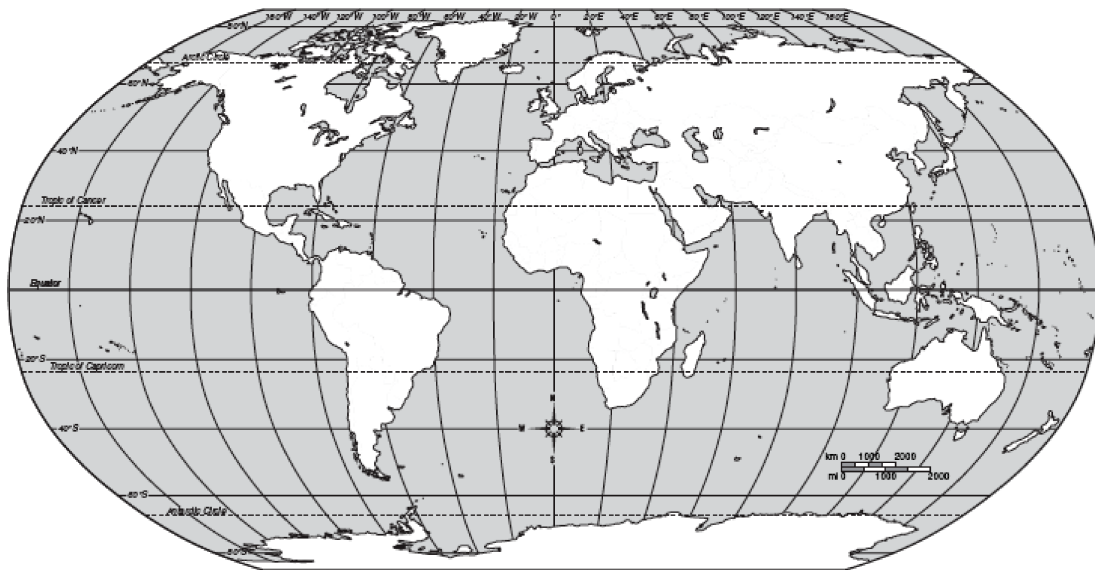 160°W 140°W 120°W 100°W 80°W 60°W 40°W 20°W 0° 20°E 40°E 60°E 80°E 100°E 120°E 140°E 160°E
80°N
Arctic Circle
60°N
40°N
Tropic of Cancer
20°N
Equator
20°S
Tropic of Capricorn
N
40°S
W E
S
km 0 1000 2000
mi 0 1000 2000
60°S
Antarctic Circle
80°S